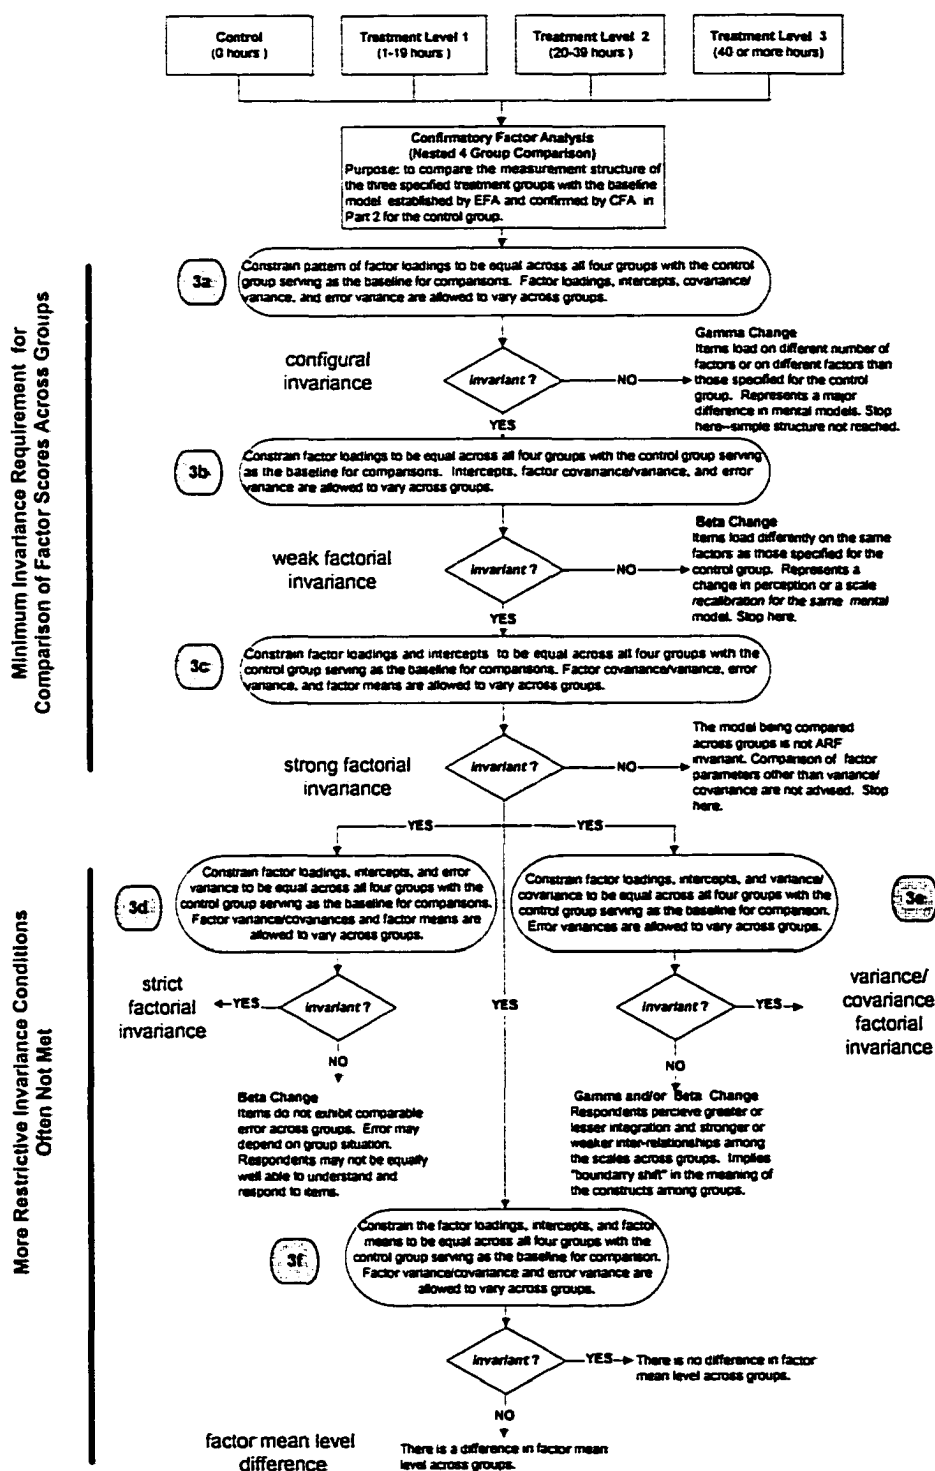 Control
(0 hours )
Treatment Level 1
(1-19 hours )
Treatment Level 2
(20-39 hours )
Treatment Level 3
(40 or more hours)
Confirmatory Factor Analysis
(Nested 4 Group Comparison)
Purpose: to compare the measurement structure of
the three specified treatment groups with the baseline
model established by EFA and confirmed by CFA in
Part 2 for the control group.
Minimum Invariance Requirement for
Comparison of Factor Scores Across Groups
3a
Constrain pattern of factor loadings to be equal across all four groups with the control
group serving as the baseline for comparisons. Factor loadings, intercepts, covariance/
variance, and error variance are allowed to vary across groups.
configural
invariance
invariant ?
NO
Gamma Change
Items load on different number of
factors or on different factors than
those specified for the control
group. Represents a major
difference in mental models. Stop
here--simple structure not reached.
YES
3b
Constrain factor loadings to be equal across all four groups with the control group serving
as the baseline for comparisons. Intercepts, factor covariance/variance, and error
variance are allowed to vary across groups.
weak factorial
invariance
invariant ?
NO
Beta Change
Items load differently on the same
factors as those specified for the
control group. Represents a
change in perception or a scale
recalibration for the same mental
model. Stop here.
YES
3c
Constrain factor loadings and intercepts to be equal across all four groups with the
control group serving as the baseline for comparisons. Factor covariance/variance, error
variance, and factor means are allowed to vary across groups.
strong factorial
invariance
invariant ?
NO
The model being compared
across groups is not ARF
invariant. Comparison of factor
parameters other than variance/
covariance are not advised. Stop
here.
YES
YES
More Restrictive Invariance Conditions
Often Not Met
3d
Constrain factor loadings, intercepts, and error
variance to be equal across all four groups with the
control group serving as the baseline for comparisons.
Factor variance/covariances and factor means are
allowed to vary across groups.
Constrain factor loadings, intercepts, and variance/
covariance to be equal across all four groups with the
control group serving as the baseline for comparison.
Error variances are allowed to vary across groups.
3e
strict
factorial
invariance
YES
invariant ?
YES
invariant ?
YES
variance/
covariance
factorial
invariance
NO
NO
Beta Change
Items do not exhibit comparable
error across groups. Error may
depend on group situation.
Respondents may not be equally
well able to understand and
respond to items.
Gamma and/or Beta Change
Respondents percieve greater or
lesser integration and stronger or
weaker inter-relationships among
the scales across groups. Implies
"boundarry shift" in the meaning of
the constructs among groups.
3f
Constrain the factor loadings, intercepts, and factor
means to be equal across all four groups with the
control group serving as the baseline for comparison.
Factor variance/covariance and error variance are
allowed to vary across groups.
invariant ?
YES
There is no difference in factor
mean level across groups.
NO
factor mean level
difference
There is a difference in factor mean
level across groups.